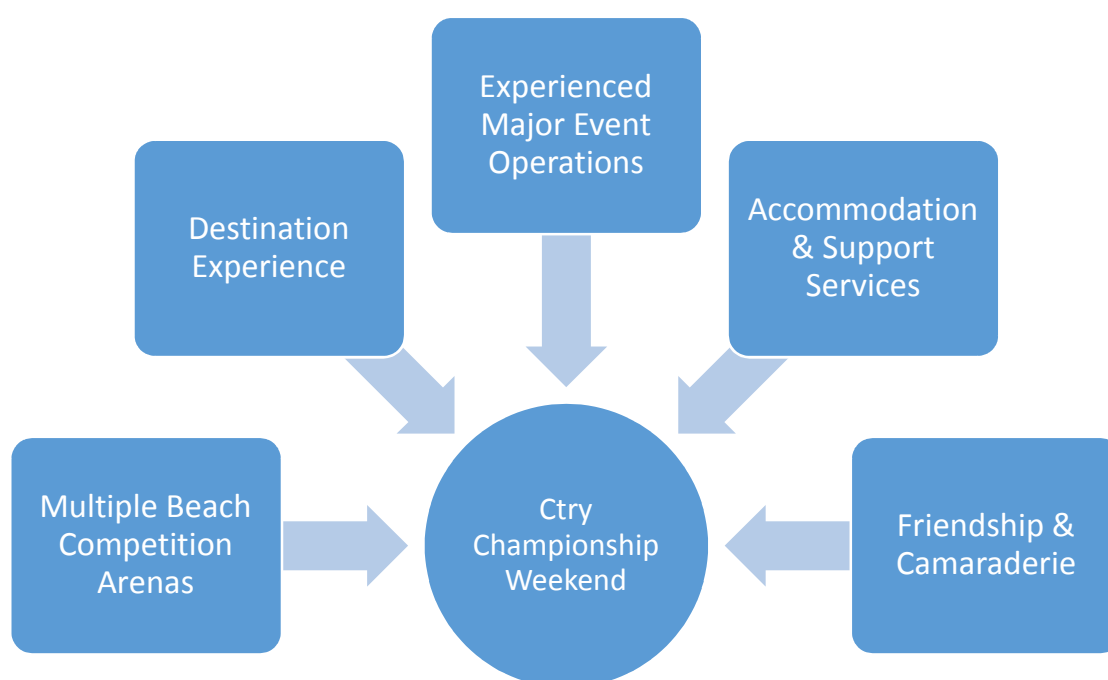 Experienced
Major Event
Operations
Destination
Experience
Accommodation
& Support
Services
Multiple Beach
Competition
Arenas
Ctry
Championship
Weekend
Friendship &
Camaraderie